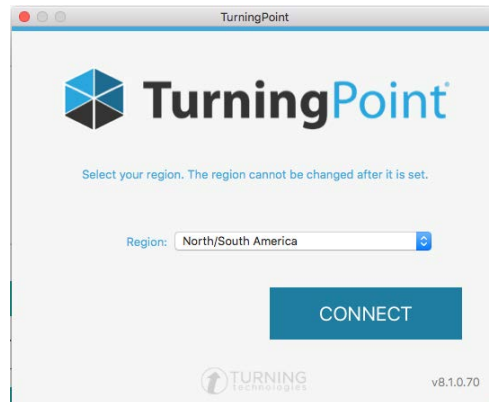 TurningPoint
TurningPoint
Select your region. The region cannot be changed after it is set.
Region: North/South America
CONNECT
TURNING
Technologies
v8.1.0.70